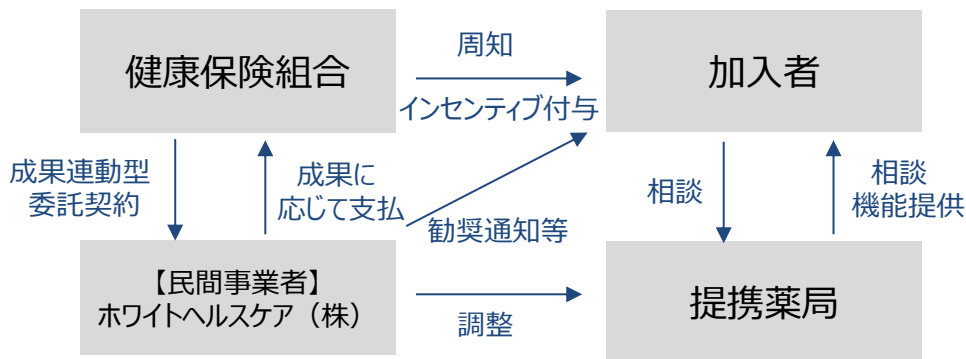 健康保険組合
周知
インセンティブ付与
加入者
成果連動型
委託契約
成果に
応じて支払
勧奨通知等
相談
相談
機能提供
【民間事業者】
ホワイトヘルスケア（株）
調整
提携薬局